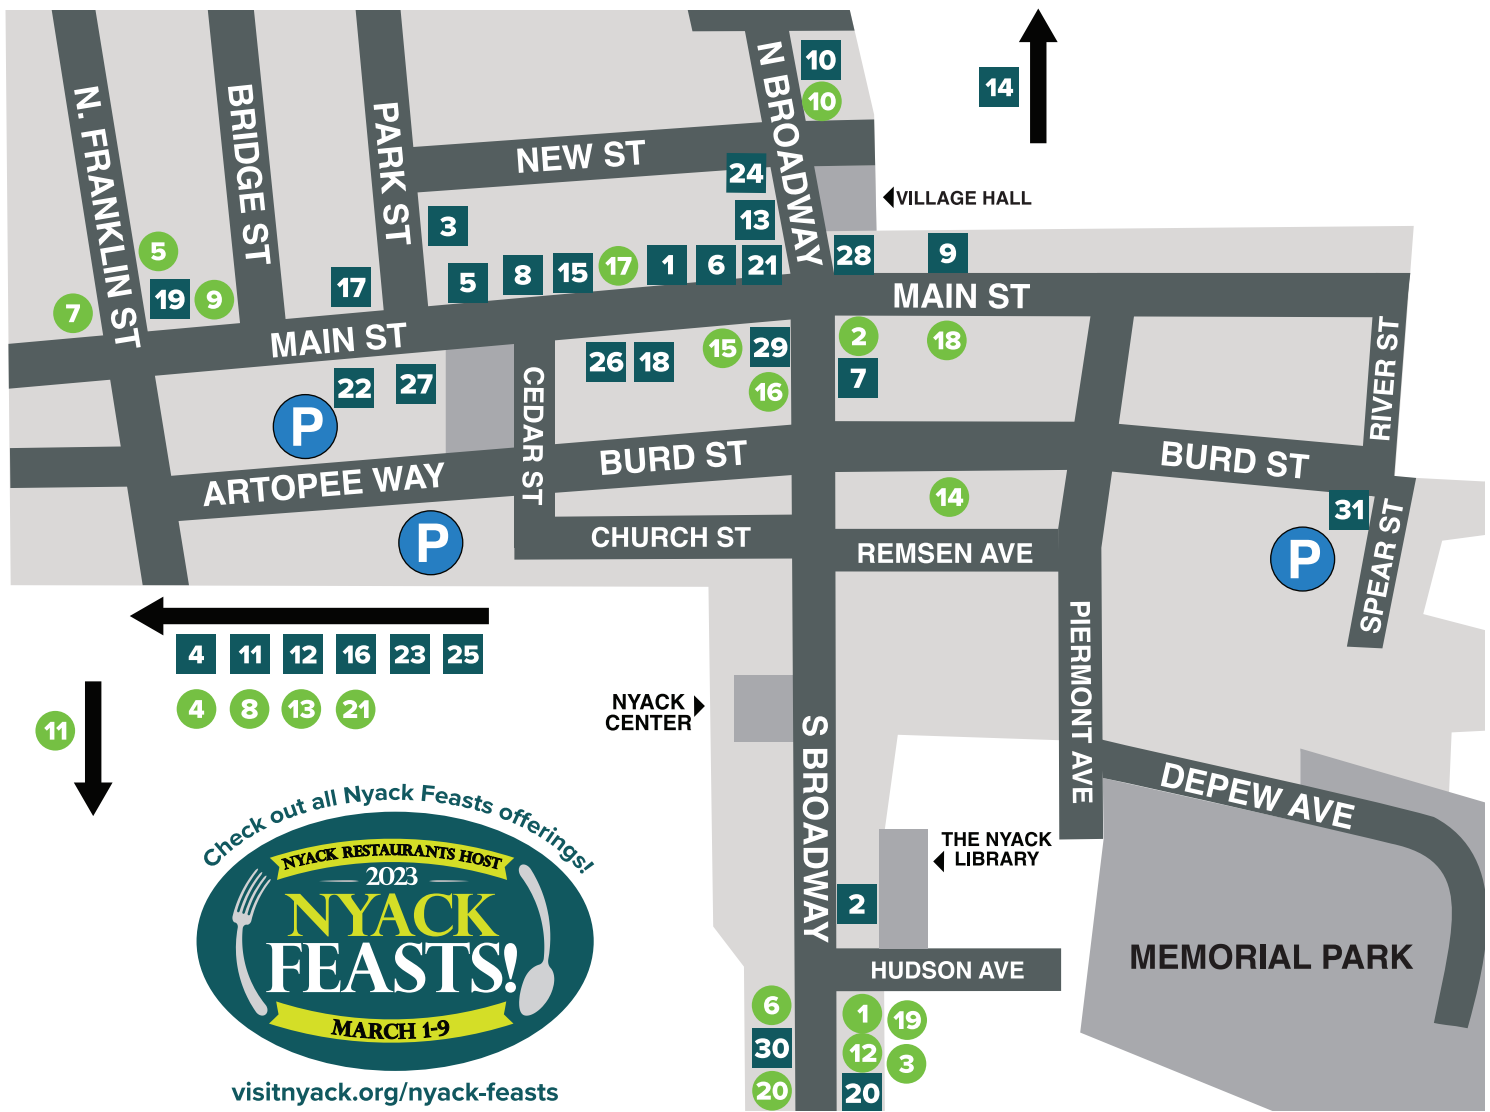 10
10
14
N BROADWAY
N. FRANKLIN ST
BRIDGE ST
PARK ST
NEW ST
24
VILLAGE HALL
13
3
5
7
19
9
17
5
8
15
17
1
6
21
28
9
MAIN ST
MAIN ST
26
18
15
29
16
2
7
18
RIVER ST
22
27
P
CEDAR ST
ARTOPEE WAY
BURD ST
BURD ST
14
31
P
CHURCH ST
REMSEN AVE
P
SPEAR ST
4
11
12
16
23
25
4
8
13
21
11
NYACK
CENTER
S BROADWAY
PIERMONT AVE
DEPEW AVE
THE NYACK
LIBRARY
2
HUDSON AVE
MEMORIAL PARK
6
30
20
1
19
12
3
20
Check out all Nyack Feasts offerings!
NYACK RESTAURANTS HOST
2023
NYACK
FEASTS!
MARCH 1-9
visitnyack.org/nyack-feasts